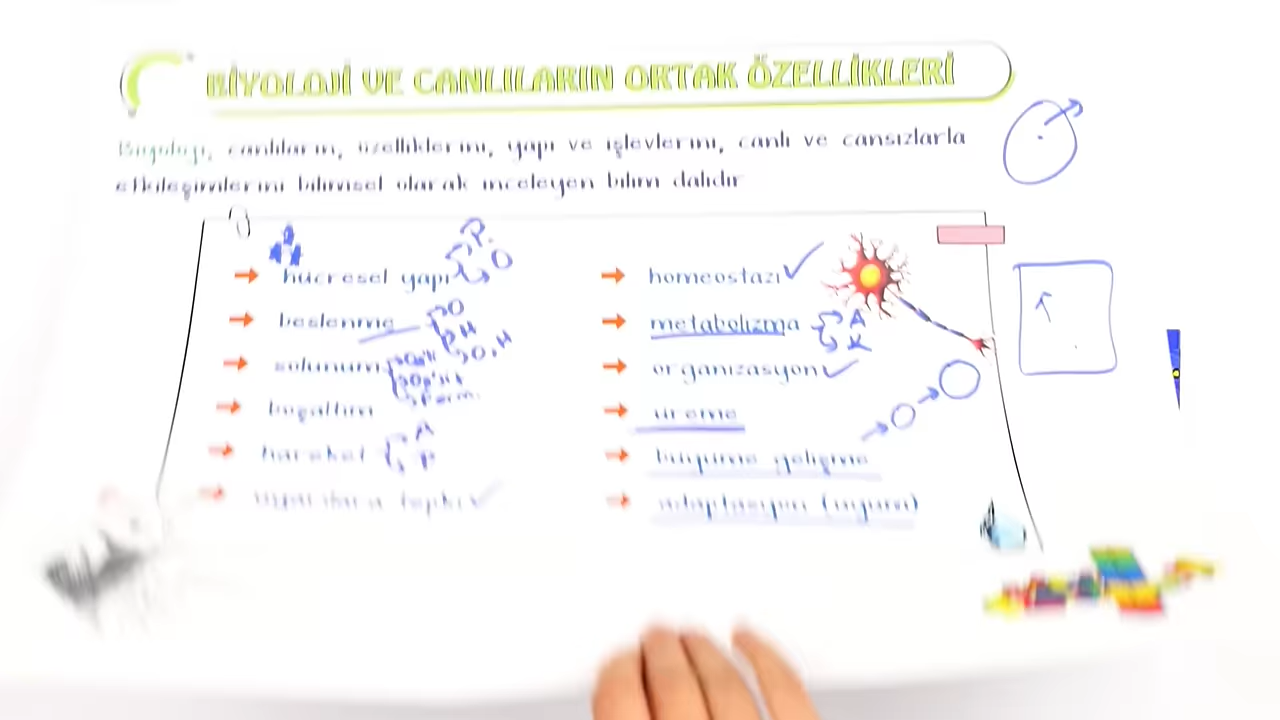 BİYOLOJİ VE CANLILARIN ORTAK ÖZELLİKLERİ
Biyoloji, canlıların, özelliklerini, yapı ve işlevlerini, canlı ve cansızlarla
etkileşimlerini bilimsel olarak inceleyen bilim dalıdır
hücresel yapı P. Ö
beslenme O H
solunum
boşaltım
hareket A P
uyarılara tepki
homeostazi
metabolizma A K
organizasyon
üreme
büyüme gelişme
adaptasyon (uyum)